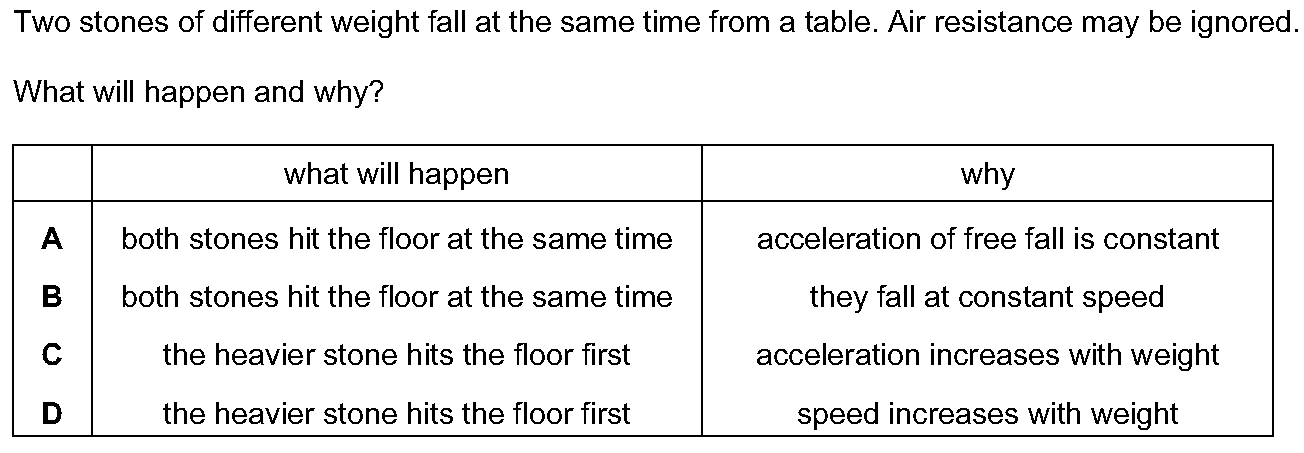 Two stones of different weight fall at the same time from a table. Air resistance may be ignored.
What will happen and why?
what will happen why
A both stones hit the floor at the same time acceleration of free fall is constant
B both stones hit the floor at the same time they fall at constant speed
C the heavier stone hits the floor first acceleration increases with weight
D the heavier stone hits the floor first speed increases with weight